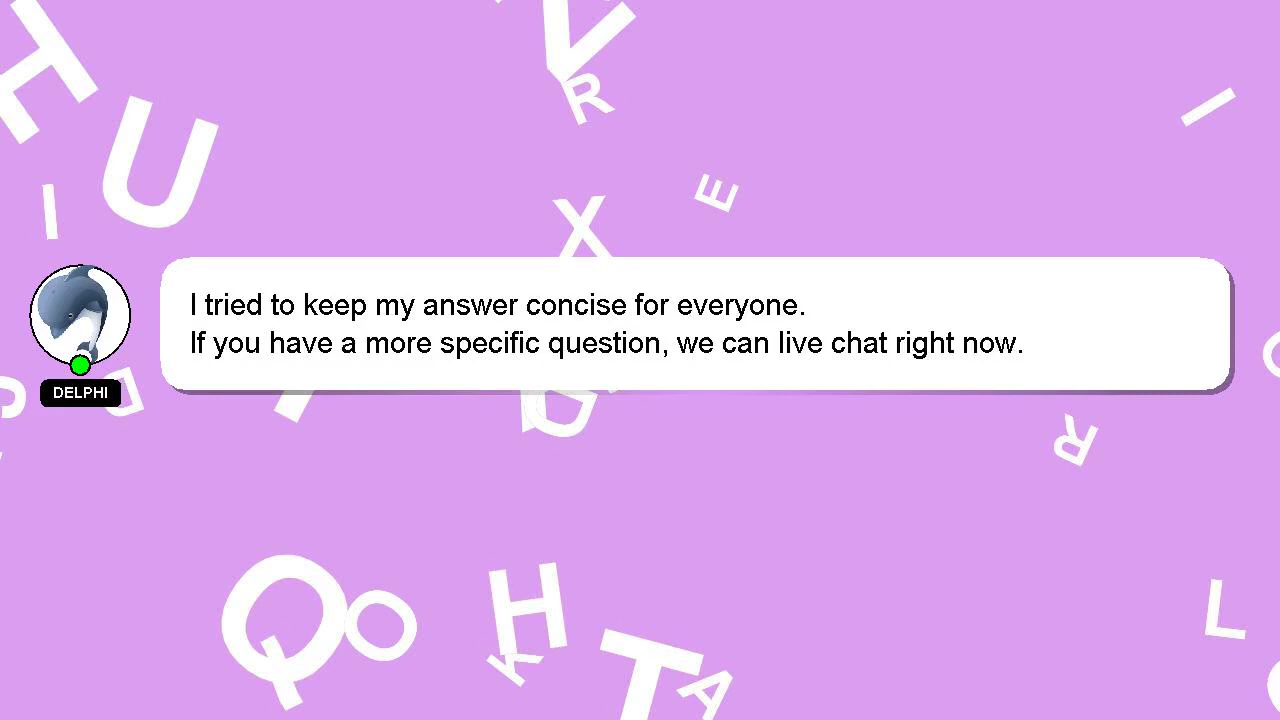 H
U
I
V
R
I
E
X
I tried to keep my answer concise for everyone.
If you have a more specific question, we can live chat right now.
DELPHI
D
R
Q
O
H
K
T
A
L